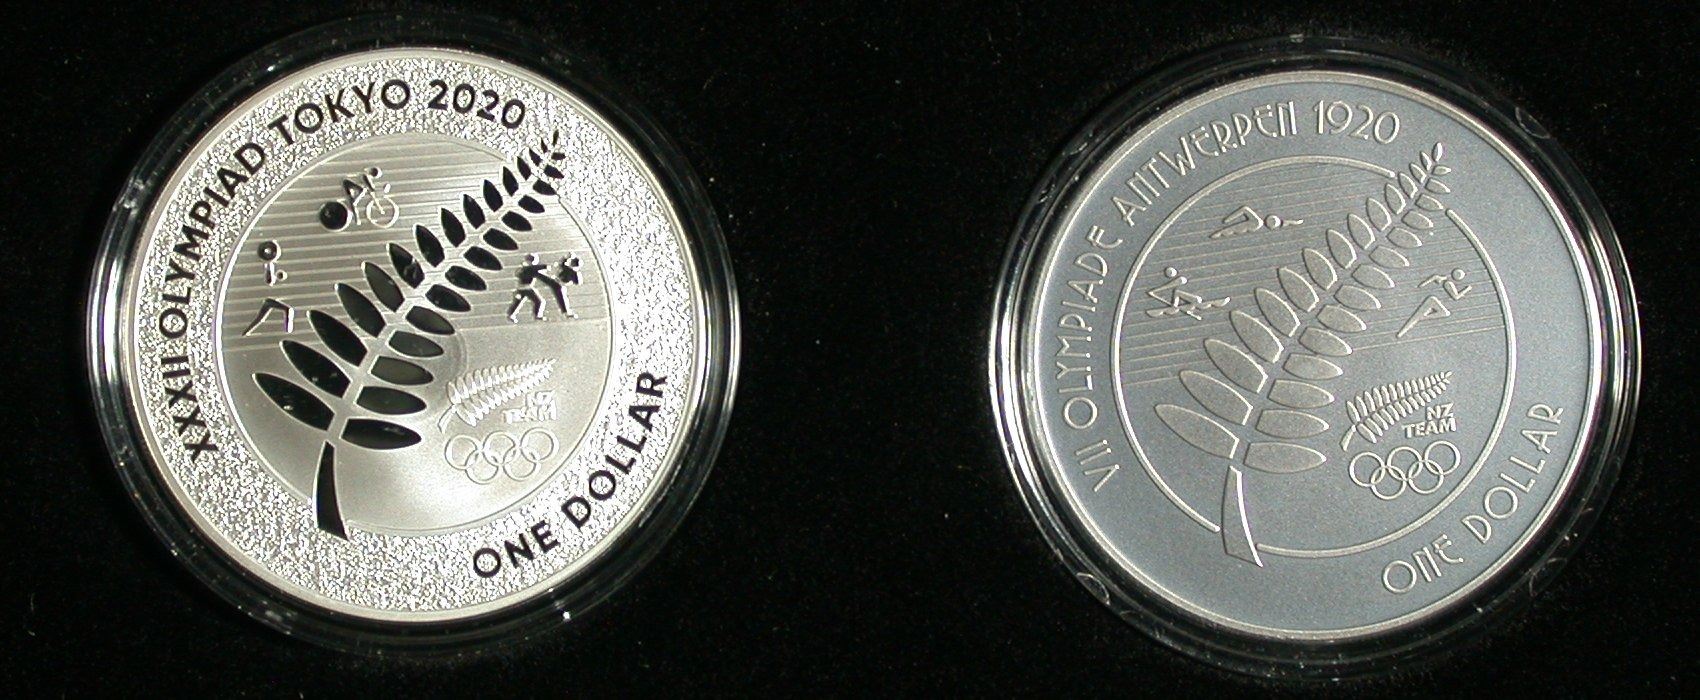 XXXII OLYMPIAD TOKYO 2020
NZ
TEAM
ONE DOLLAR
VII OLYMPIADE ANTWERPEN 1920
NZ
TEAM
ONE DOLLAR